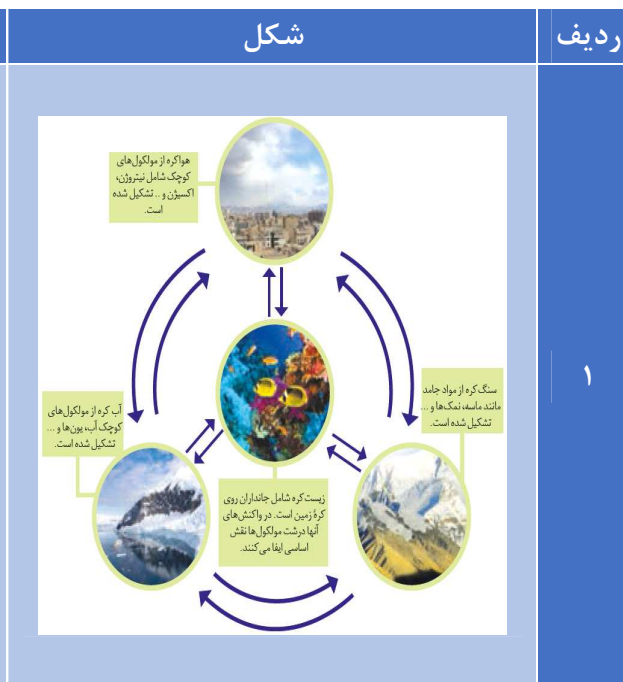 ردیف
شکل
۱
هواکره از مولکول‌های
کوچک شامل نیتروژن،
اکسیژن و .. تشکیل شده
است.
سنگ کره از مواد جامد
مانند ماسه، نمک‌ها و ...
تشکیل شده است.
آب کره از مولکول‌های
کوچک آب، یون‌ها و ...
تشکیل شده است.
زیست‌کره شامل جانداران روی
کرهٔ زمین است. در واکنش‌های
آنها درشت مولکول‌ها نقش
اساسی ایفا می‌کنند.